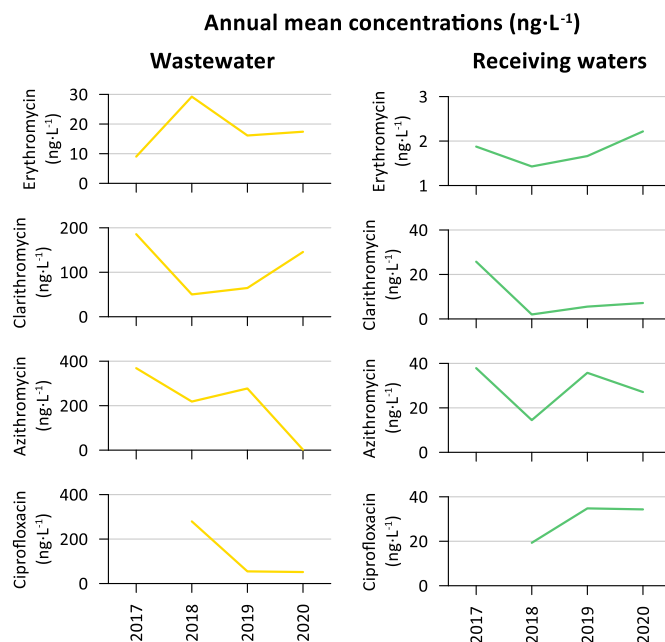 Annual mean concentrations (ng·L⁻¹)
Wastewater
Receiving waters
Erythromycin
(ng·L⁻¹)
30
20
10
0
Erythromycin
(ng·L⁻¹)
3
2
1
Clarithromycin
(ng·L⁻¹)
200
100
0
Clarithromycin
(ng·L⁻¹)
40
20
0
Azithromycin
(ng·L⁻¹)
400
200
0
Azithromycin
(ng·L⁻¹)
40
20
0
Ciprofloxacin
(ng·L⁻¹)
400
200
0
Ciprofloxacin
(ng·L⁻¹)
40
20
0
2017 2018 2019 2020
2017 2018 2019 2020